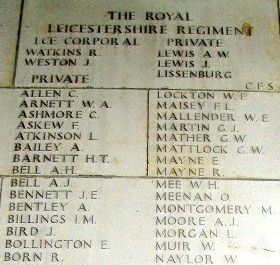 THE ROYAL
LEICESTERSHIRE REGIMENT
LCE. CORPORAL
WATKINS R.
WESTON J.
PRIVATE
ALLEN C.
ARNETT W.A.
ASHMORE C.
ASKEW F.
ATKINSON L.
BAILEY A.
BARNETT H.T.
BELL A.H.
BELL A.J.
BENNETT J.E.
BENTLEY A.
BILLINGS I.M.
BIRD J.
BOLLINGTON E.
BORN R.
PRIVATE
LEWIS A.W.
LEWIS J.
LISSENBURG
C.F.S.
LOCKTON W.F.
MAISEY F.L.
MALLENDER W.E.
MARTIN G.J.
MATHER G.W.
MATTLOCK G.W.
MAYNE E.
MAYNE R.
MEE W.H.
MEENAN O.
MONTGOMERY M.
MOORE A.J.
MORGAN L.
MUIR W.
NAYLOR W.